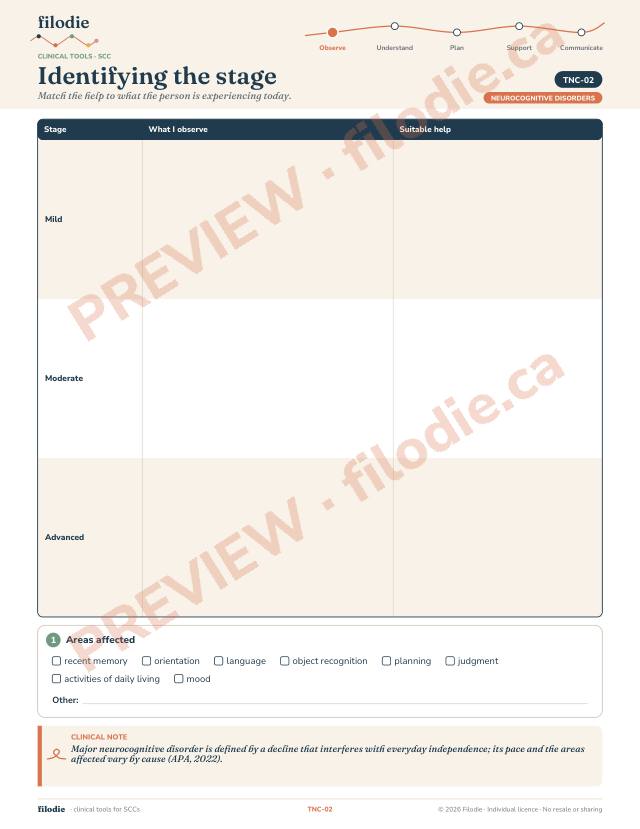 filodie
Observe Understand Plan Support Communicate
CLINICAL TOOLS · SCC
Identifying the stage
Match the help to what the person is experiencing today.
TNC-02
NEUROCOGNITIVE DISORDERS
Stage What I observe Suitable help
Mild
PREVIEW · filodie.ca
Moderate
Advanced
PREVIEW · filodie.ca
1 Areas affected
recent memory orientation language object recognition planning judgment
activities of daily living mood
Other:
CLINICAL NOTE
Major neurocognitive disorder is defined by a decline that interferes with everyday independence; its pace and the areas
affected vary by cause (APA, 2022).
filodie · clinical tools for SCCs TNC-02 © 2026 Filodie · Individual licence · No resale or sharing